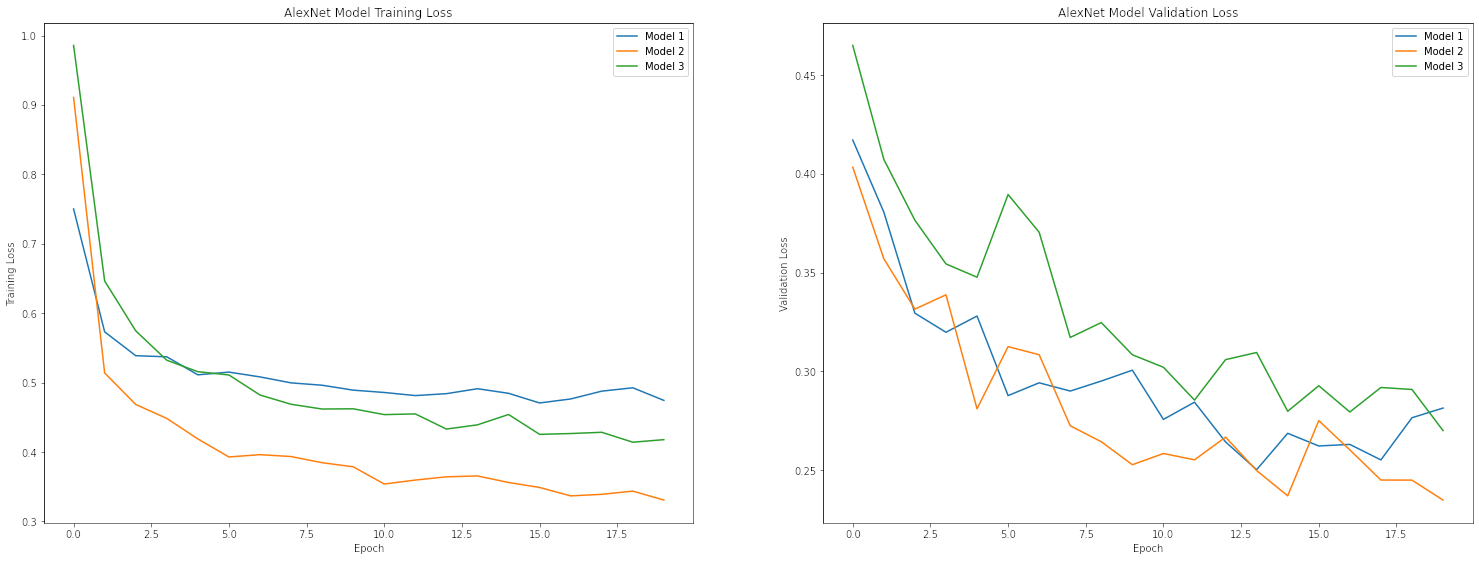 AlexNet Model Training Loss
Model 1
Model 2
Model 3
1.0
0.9
0.8
0.7
0.6
0.5
0.4
0.3
Training Loss
0.0 2.5 5.0 7.5 10.0 12.5 15.0 17.5
Epoch
AlexNet Model Validation Loss
Model 1
Model 2
Model 3
0.45
0.40
0.35
0.30
0.25
Validation Loss
0.0 2.5 5.0 7.5 10.0 12.5 15.0 17.5
Epoch